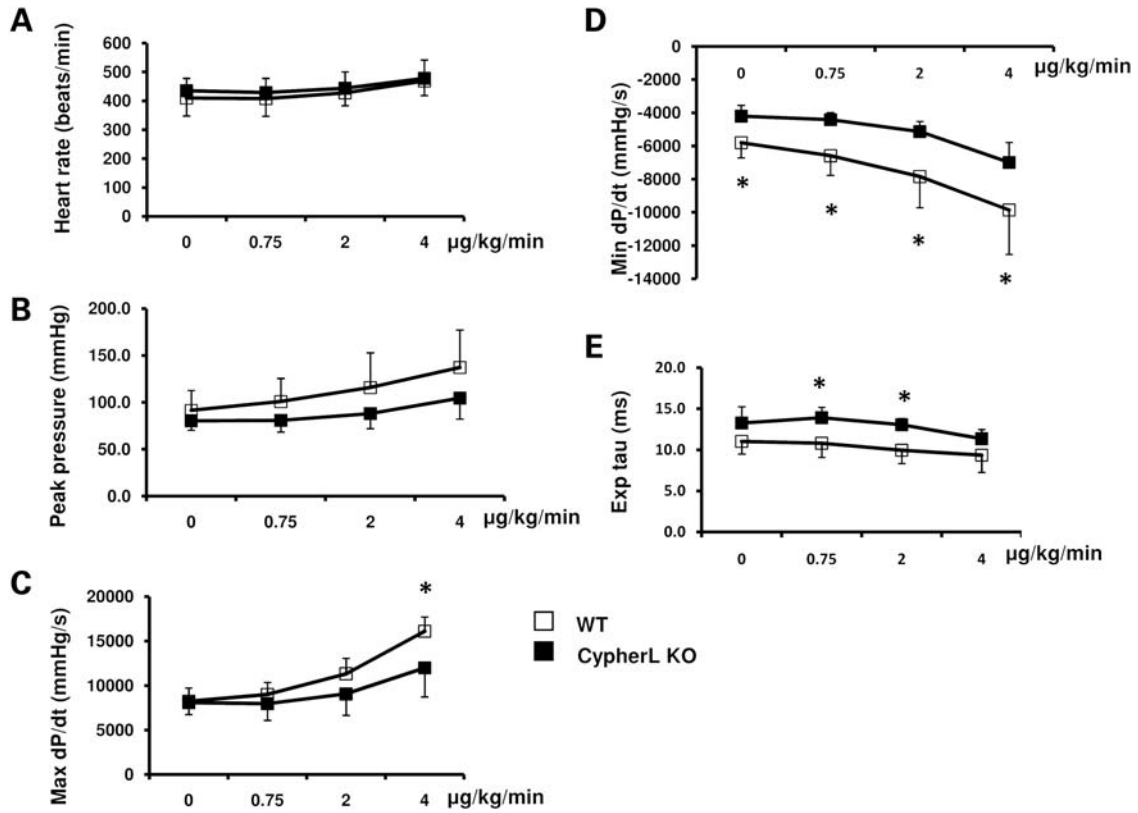 A
Heart rate (beats/min)
600
500
400
300
200
100
0
0 0.75 2 4 µg/kg/min
B
Peak pressure (mmHg)
200.0
150.0
100.0
50.0
0.0
0 0.75 2 4 µg/kg/min
C
Max dP/dt (mmHg/s)
20000
15000
10000
5000
0
*
0 0.75 2 4 µg/kg/min
WT
CypherL KO
D
Min dP/dt (mmHg/s)
0
-2000
-4000
-6000
-8000
-10000
-12000
-14000
0 0.75 2 4 µg/kg/min
* * * *
E
Exp tau (ms)
20.0
15.0
10.0
5.0
0.0
* *
0 0.75 2 4 µg/kg/min